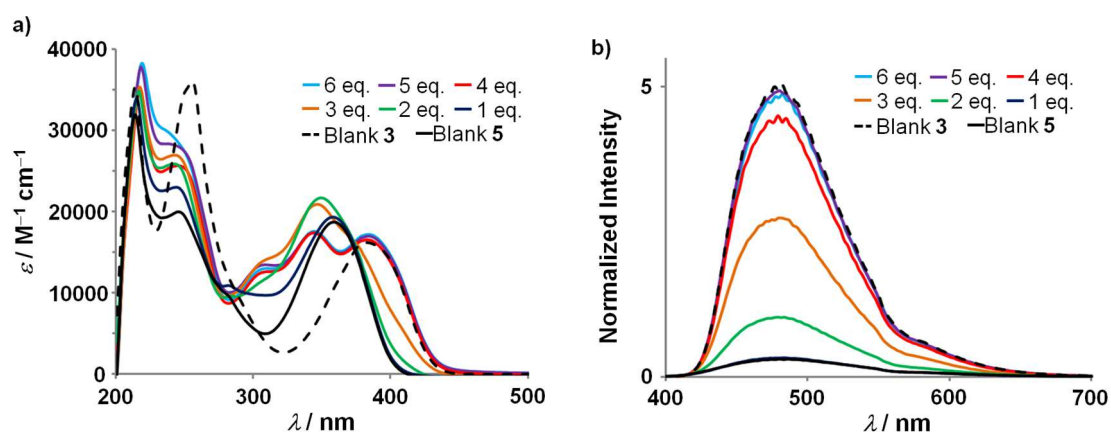 a)
40000
30000
20000
10000
0
200
300
400
500
ε / M⁻¹ cm⁻¹
λ / nm
6 eq. 5 eq. 4 eq.
3 eq. 2 eq. 1 eq.
Blank 3 Blank 5
b)
5
0
400
500
600
700
Normalized Intensity
λ / nm
6 eq. 5 eq. 4 eq.
3 eq. 2 eq. 1 eq.
Blank 3 Blank 5